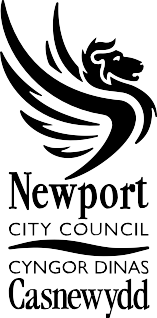 Newport
CITY COUNCIL
CYNGOR DINAS
Casnewydd